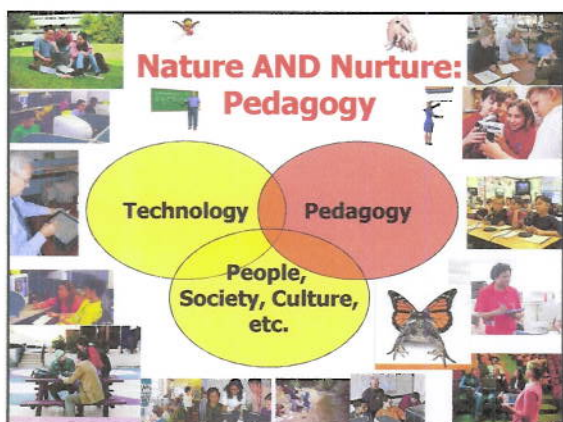 Nature AND Nurture:
Pedagogy
Technology
Pedagogy
People,
Society, Culture,
etc.